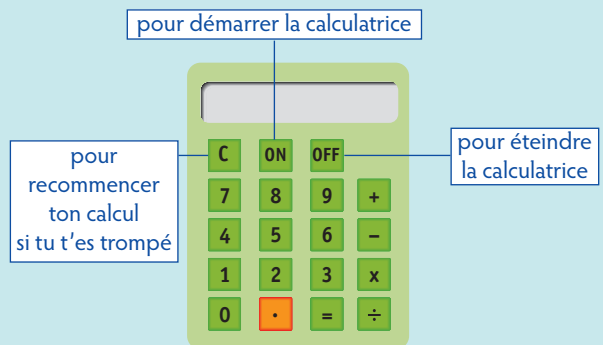 pour démarrer la calculatrice
C ON OFF
pour
recommencer
ton calcul
si tu t'es trompé
pour éteindre
la calculatrice
7 8 9 +
4 5 6 -
1 2 3 x
0 . = ÷